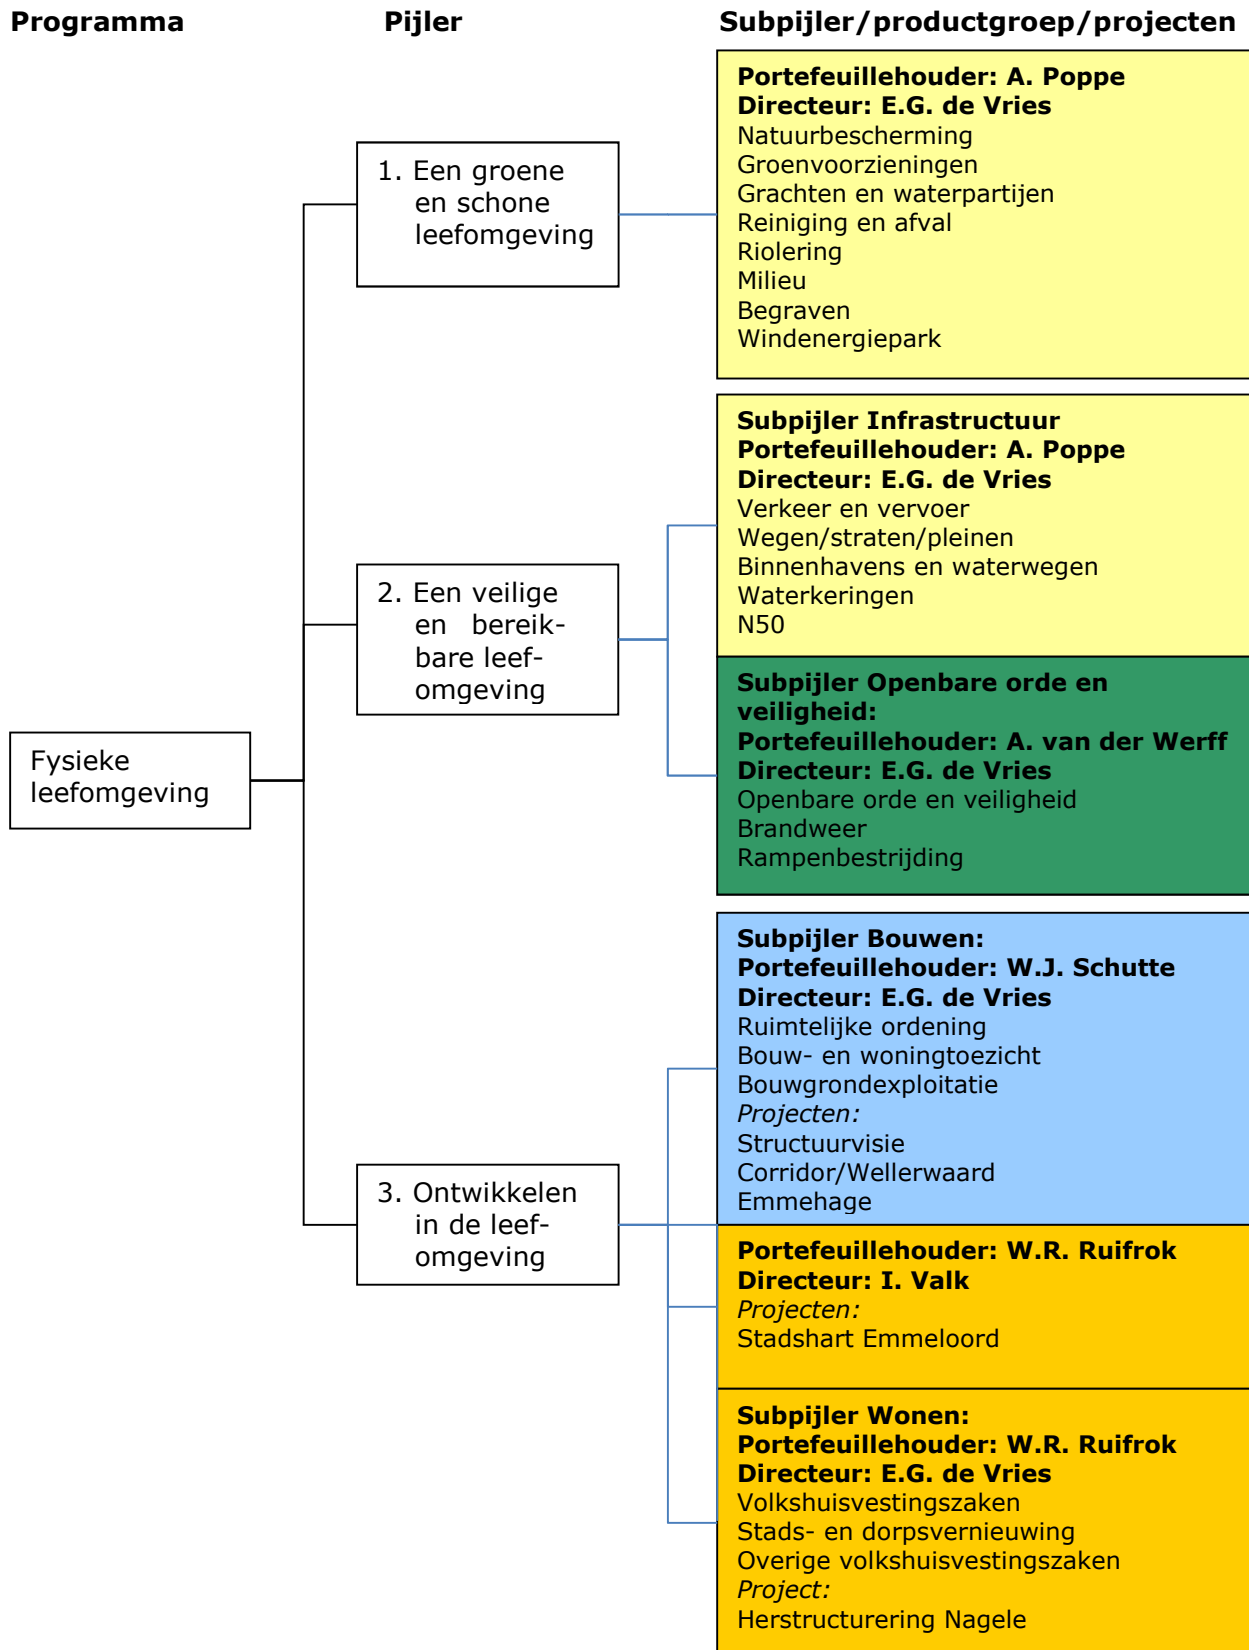 Programma Pijler Subpijler/productgroep/projecten
Portefeuillehouder: A. Poppe
Directeur: E.G. de Vries
Natuurbescherming
Groenvoorzieningen
Grachten en waterpartijen
Reiniging en afval
Riolering
Milieu
Begraven
Windenergiepark
1. Een groene
en schone
leefomgeving
Subpijler Infrastructuur
Portefeuillehouder: A. Poppe
Directeur: E.G. de Vries
Verkeer en vervoer
Wegen/straten/pleinen
Binnenhavens en waterwegen
Waterkeringen
N50
2. Een veilige
en bereik-
bare leef-
omgeving
Subpijler Openbare orde en
veiligheid:
Portefeuillehouder: A. van der Werff
Directeur: E.G. de Vries
Openbare orde en veiligheid
Brandweer
Rampenbestrijding
Fysieke
leefomgeving
Subpijler Bouwen:
Portefeuillehouder: W.J. Schutte
Directeur: E.G. de Vries
Ruimtelijke ordening
Bouw- en woningtoezicht
Bouwgrondexploitatie
Projecten:
Structuurvisie
Corridor/Wellerwaard
Emmehage
3. Ontwikkelen
in de leef-
omgeving
Portefeuillehouder: W.R. Ruifrok
Directeur: I. Valk
Projecten:
Stadshart Emmeloord
Subpijler Wonen:
Portefeuillehouder: W.R. Ruifrok
Directeur: E.G. de Vries
Volkshuisvestingszaken
Stads- en dorpsvernieuwing
Overige volkshuisvestingszaken
Project:
Herstructurering Nagele